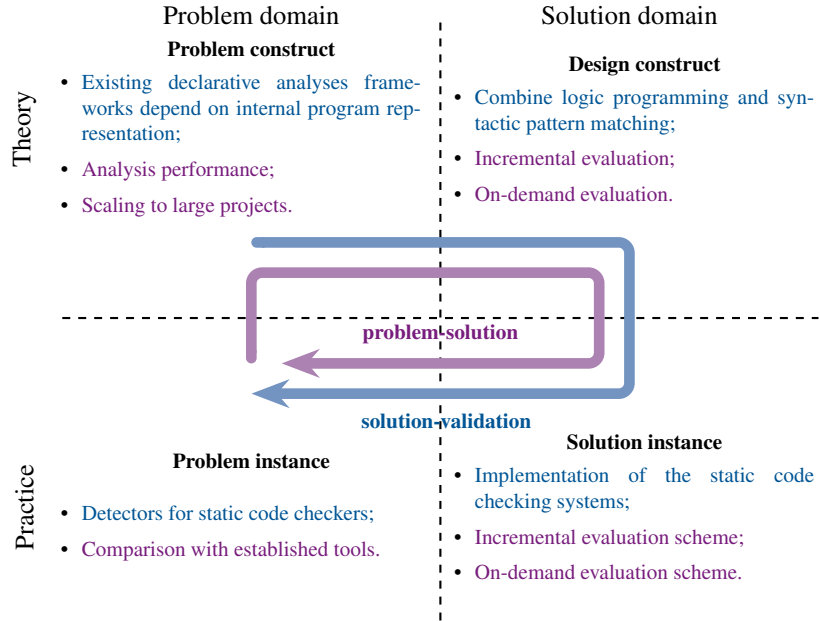 Problem domain
Solution domain
Theory
Problem construct
• Existing declarative analyses frame-
works depend on internal program rep-
resentation;
• Analysis performance;
• Scaling to large projects.
Design construct
• Combine logic programming and syn-
tactic pattern matching;
• Incremental evaluation;
• On-demand evaluation.
problem-solution
solution-validation
Practice
Problem instance
• Detectors for static code checkers;
• Comparison with established tools.
Solution instance
• Implementation of the static code
checking systems;
• Incremental evaluation scheme;
• On-demand evaluation scheme.